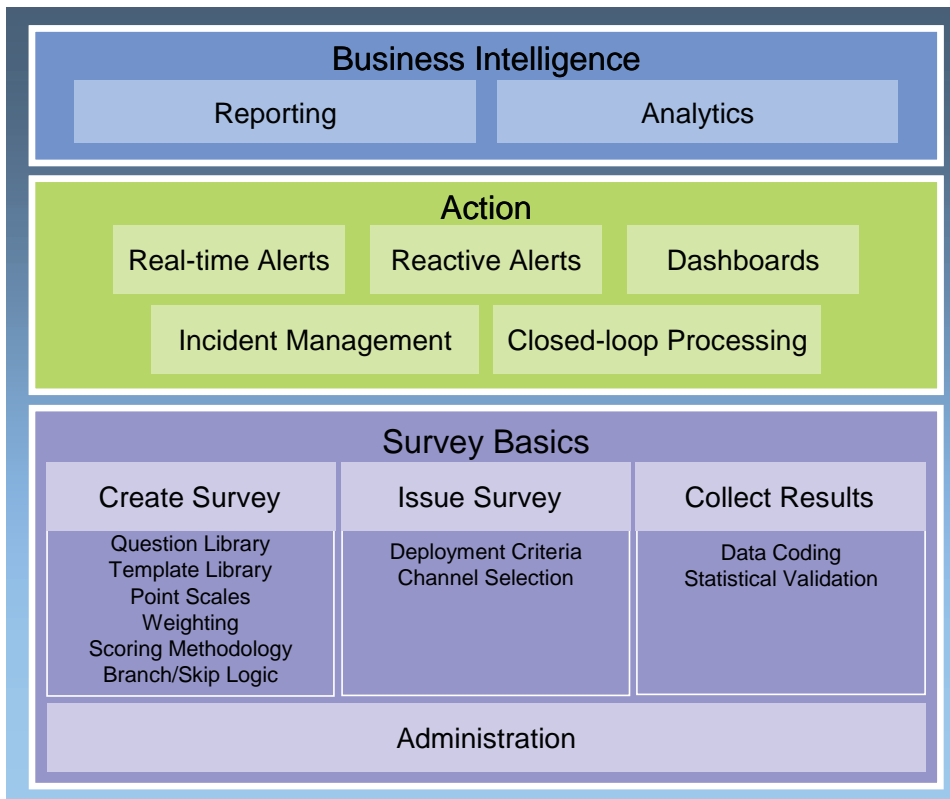 Business Intelligence
Reporting
Analytics
Action
Real-time Alerts
Reactive Alerts
Dashboards
Incident Management
Closed-loop Processing
Survey Basics
Create Survey
Question Library
Template Library
Point Scales
Weighting
Scoring Methodology
Branch/Skip Logic
Issue Survey
Deployment Criteria
Channel Selection
Collect Results
Data Coding
Statistical Validation
Administration